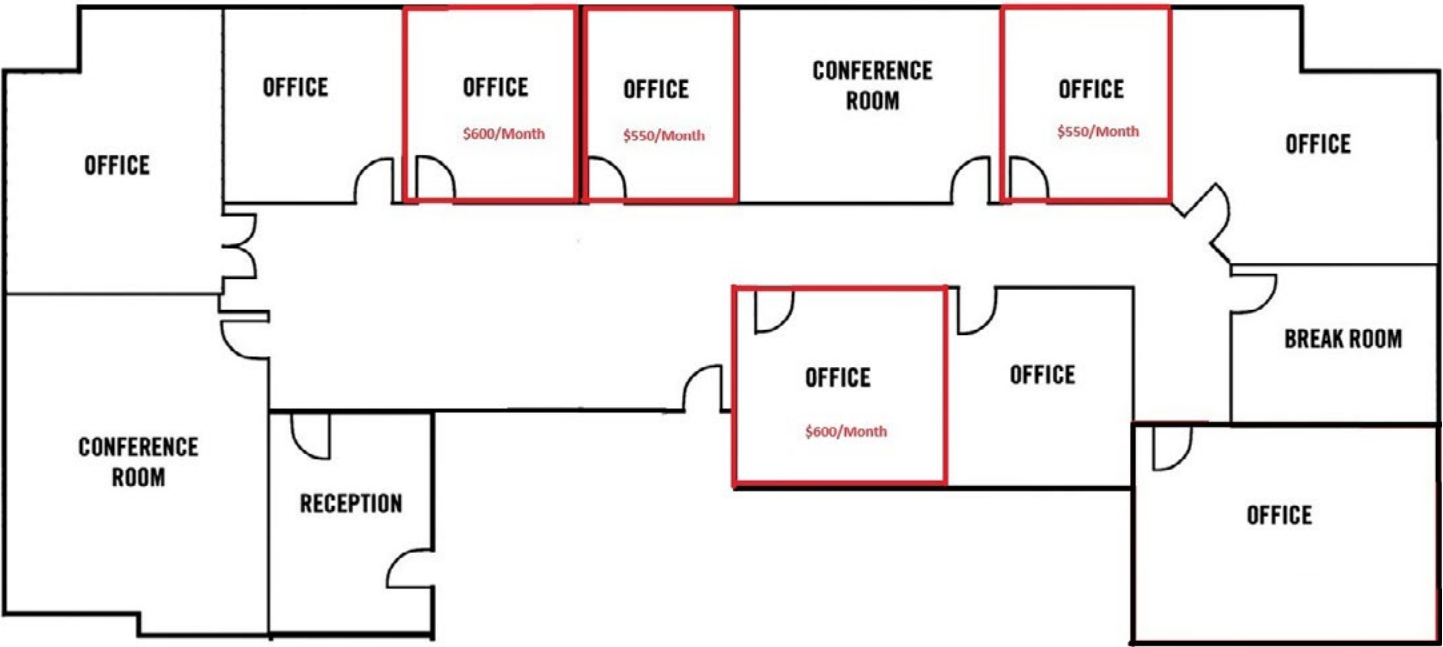 OFFICE
OFFICE
$600/Month
OFFICE
$550/Month
CONFERENCE
ROOM
OFFICE
$550/Month
OFFICE
OFFICE
BREAK ROOM
OFFICE
$600/Month
OFFICE
CONFERENCE
ROOM
RECEPTION
OFFICE